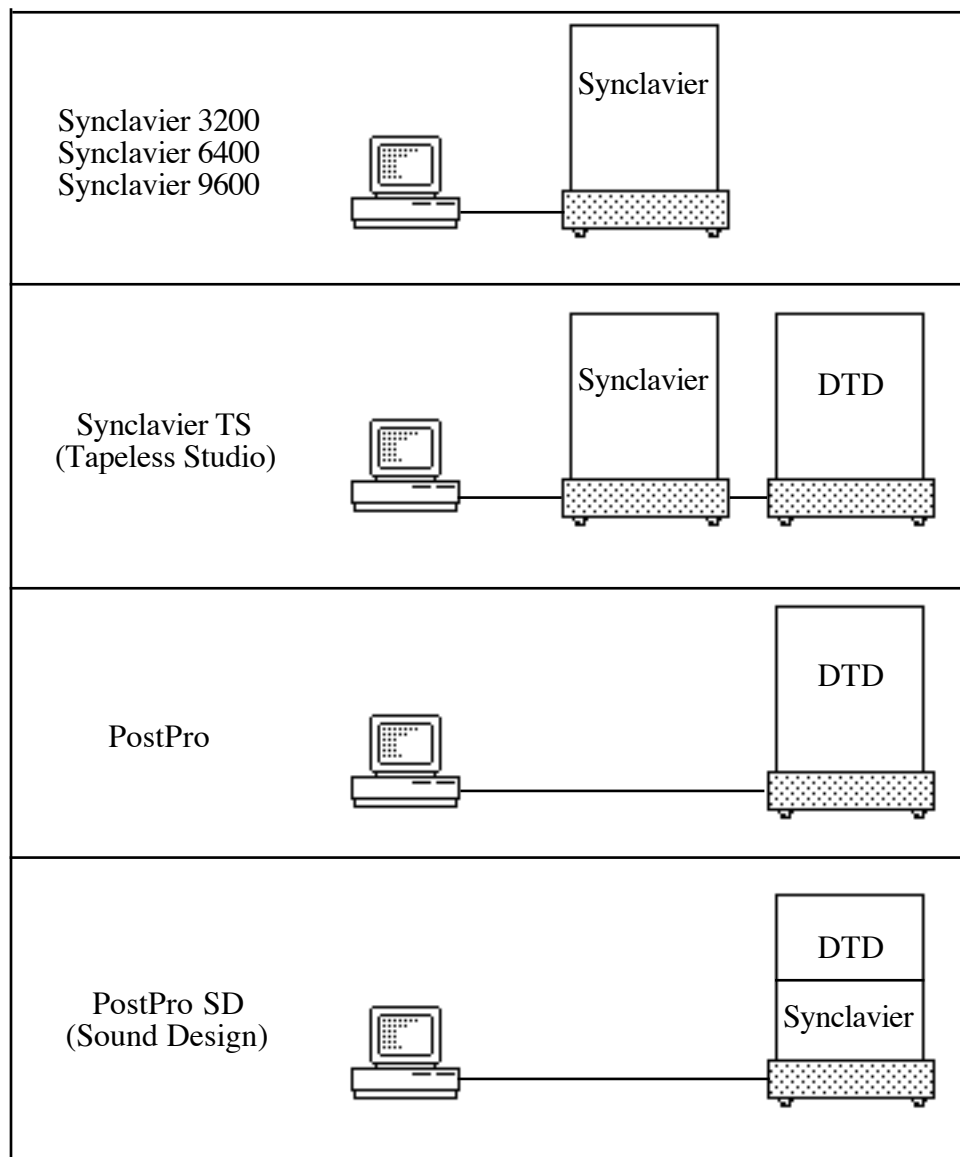 Synclavier 3200
Synclavier 6400
Synclavier 9600
Synclavier
Synclavier TS
(Tapeless Studio)
Synclavier
DTD
PostPro
DTD
PostPro SD
(Sound Design)
DTD
Synclavier